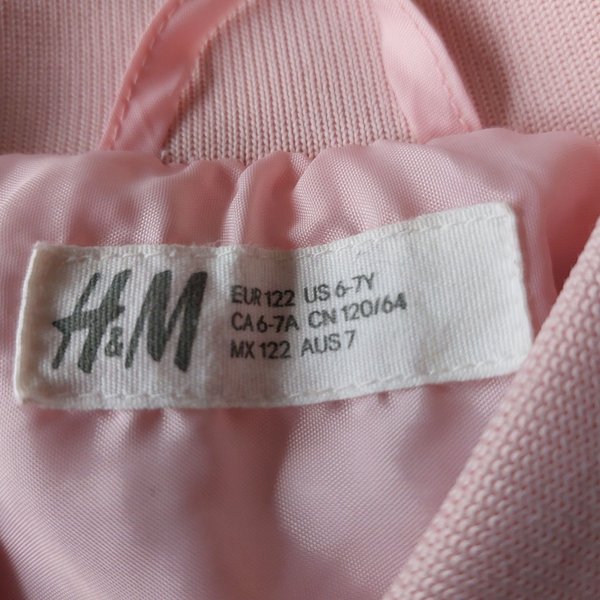 H&M
EUR 122 US 6-7Y
CA 6-7A CN 120/64
MX 122 AUS 7